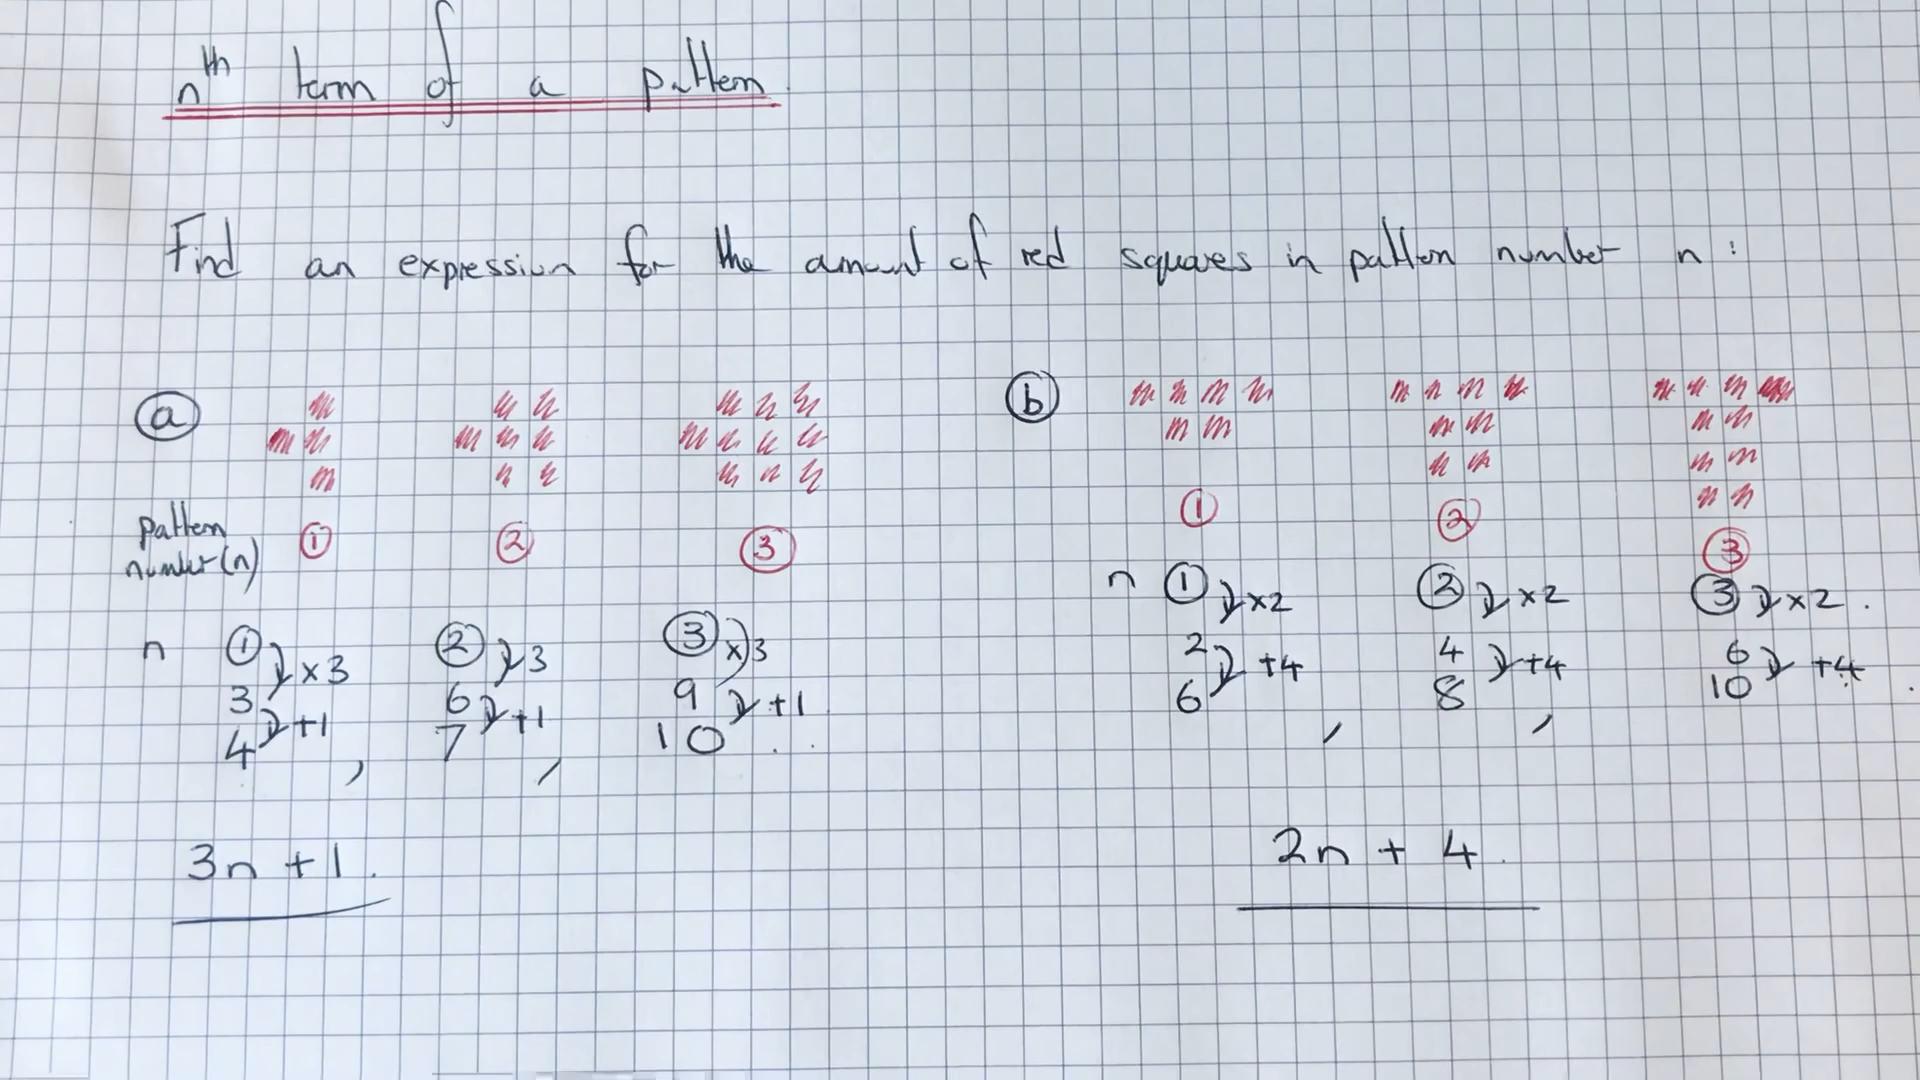 nth term of a pattern.
Find an expression for the amount of red squares in pattern number n :
a
pattern number (n) 1 2 3
n 1 ×3 2 3 3 ×3
3 +1 6 +1 9 +1
4 , 7 , 10
3n + 1.
b
1 2 3
n 1 ×2 2 ×2 3 ×2 .
2 +4 4 +4 6 +4
6 , 8 , 10
2n + 4.